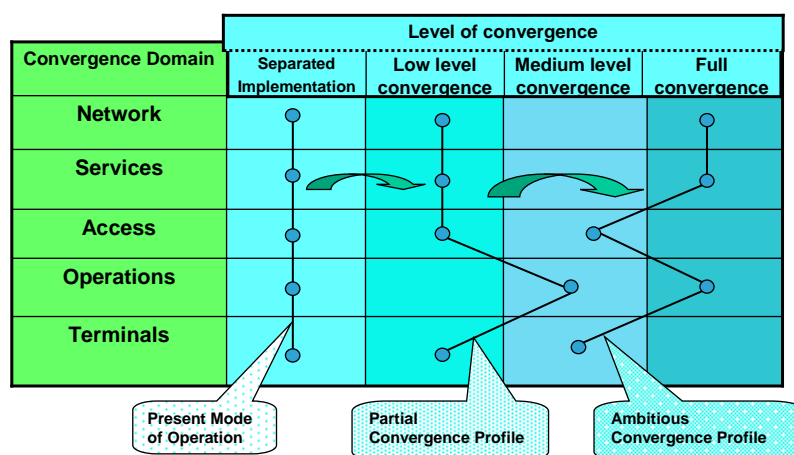 Level of convergence
Convergence Domain
Separated
Implementation
Low level
convergence
Medium level
convergence
Full
convergence
Network
Services
Access
Operations
Terminals
Present Mode
of Operation
Partial
Convergence Profile
Ambitious
Convergence Profile